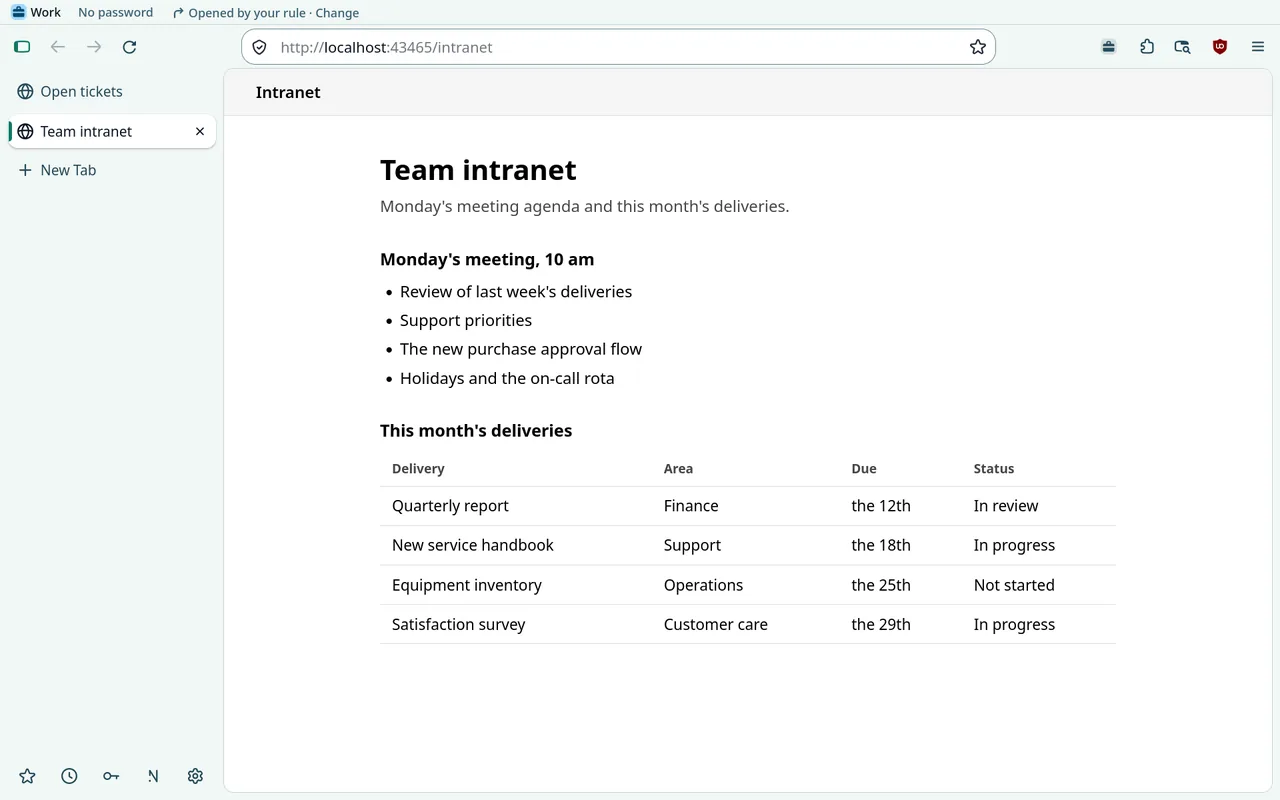 Work No password Opened by your rule · Change
http://localhost:43465/intranet
Open tickets
Team intranet
New Tab
Intranet
Team intranet
Monday's meeting agenda and this month's deliveries.
Monday's meeting, 10 am
• Review of last week's deliveries
• Support priorities
• The new purchase approval flow
• Holidays and the on-call rota
This month's deliveries
Delivery Area Due Status
Quarterly report Finance the 12th In review
New service handbook Support the 18th In progress
Equipment inventory Operations the 25th Not started
Satisfaction survey Customer care the 29th In progress